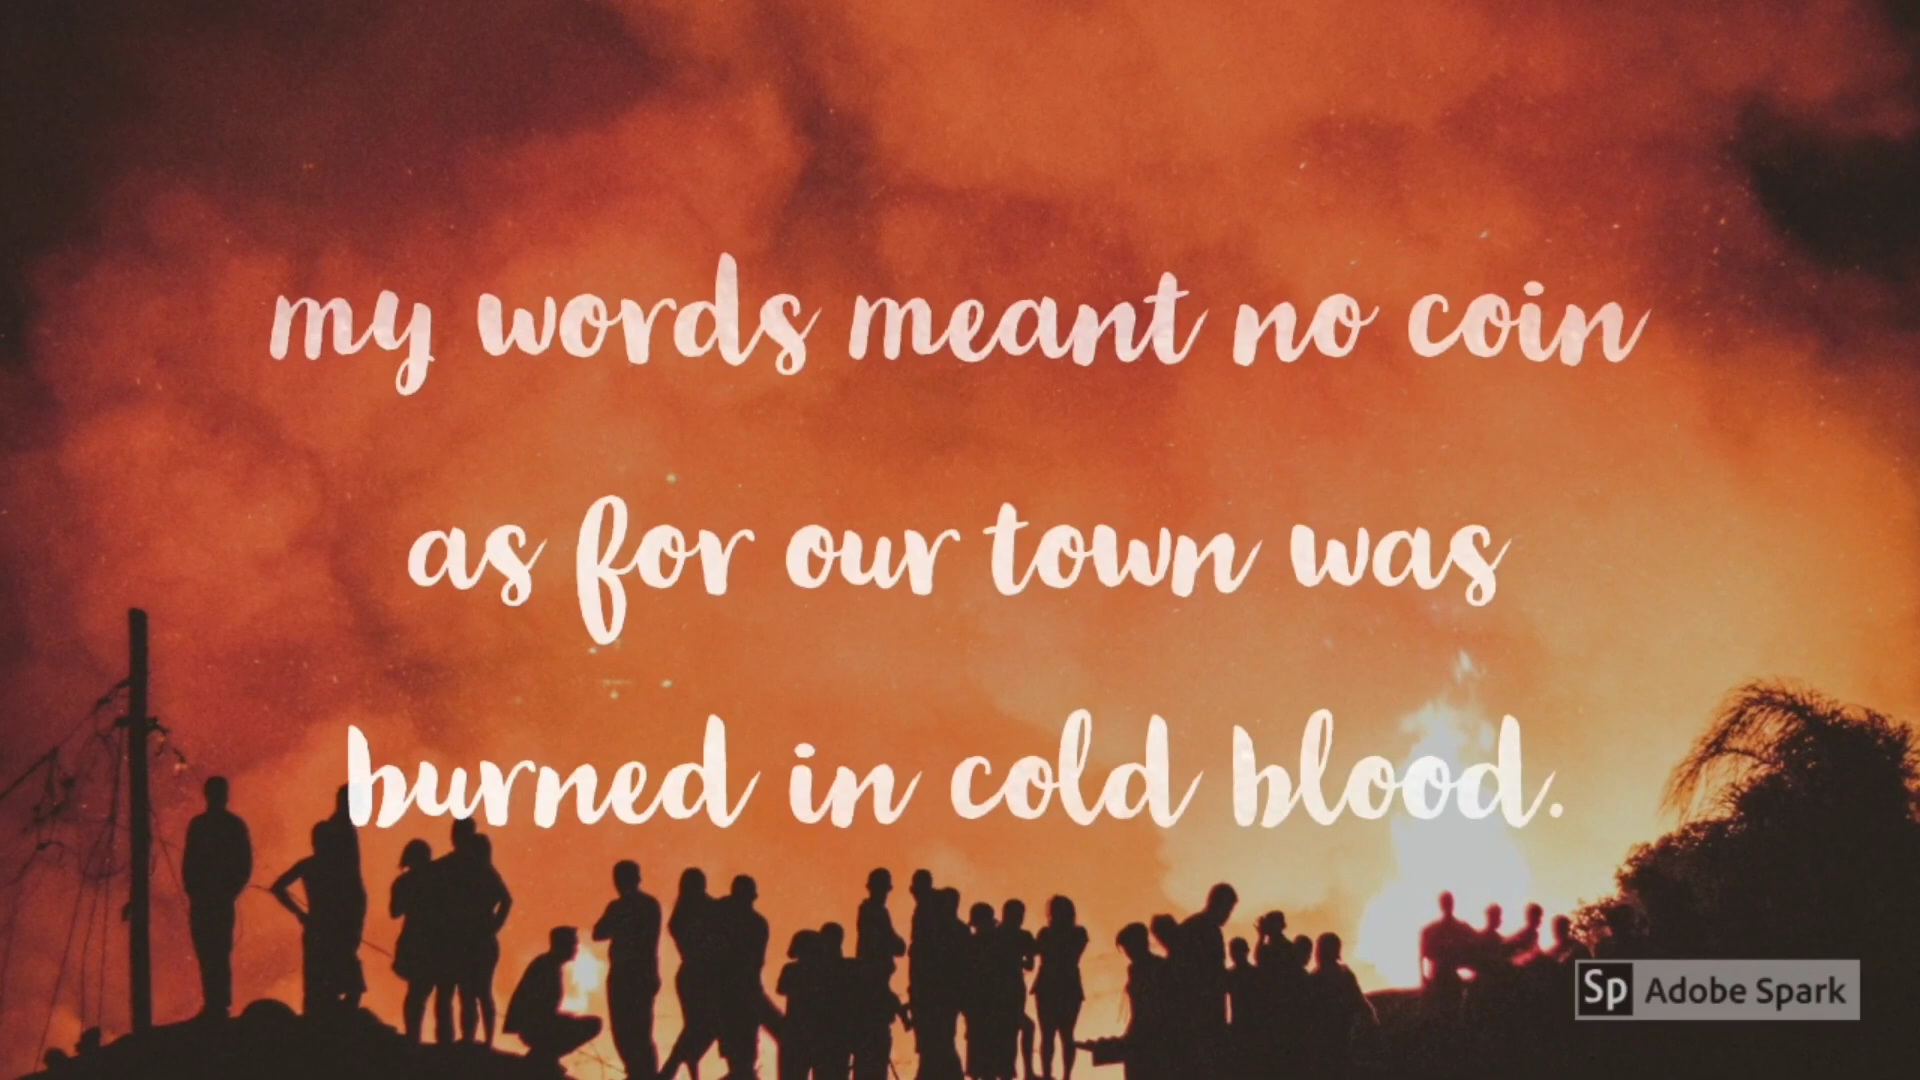 my words meant no coin
as for our town was
burned in cold blood.
Sp Adobe Spark